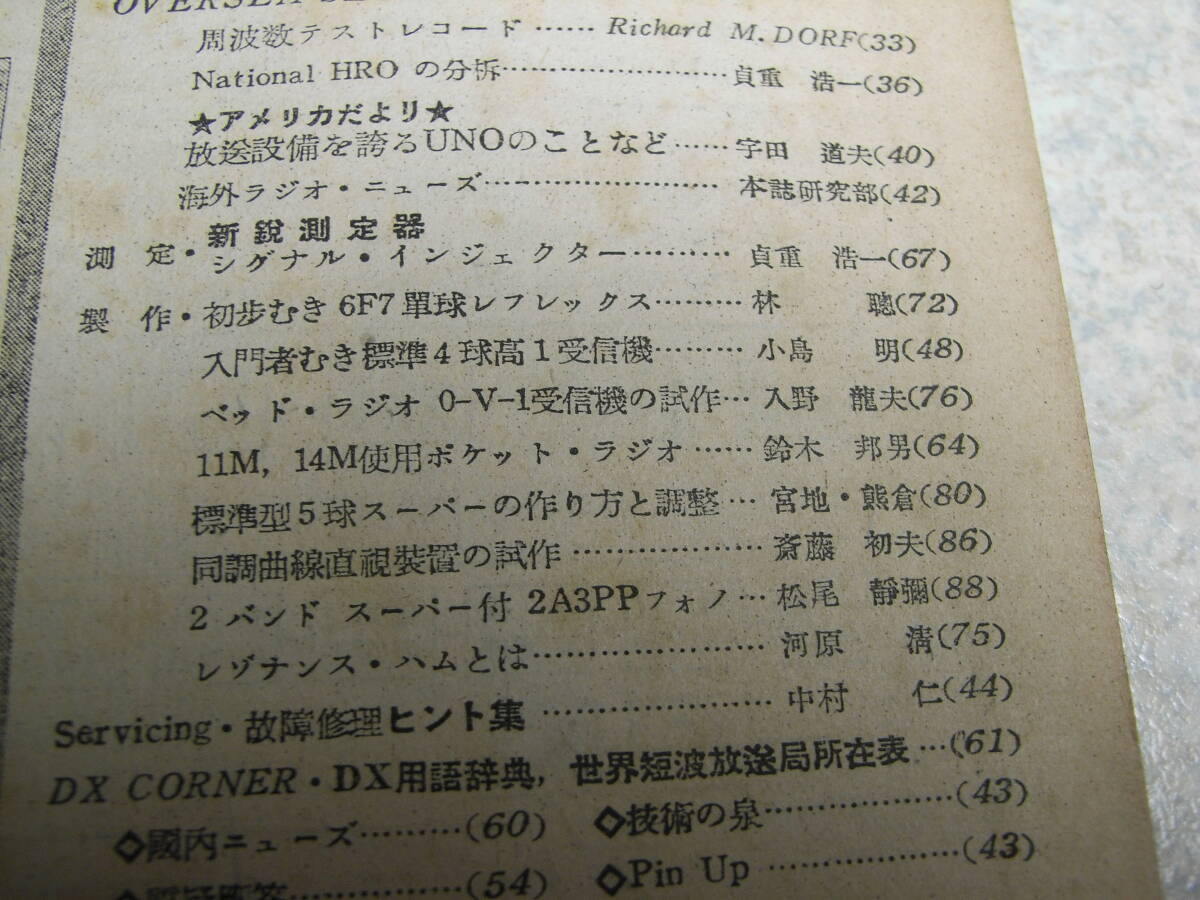 周波数テストレコード …… Richard M. DORF(33)
National HRO の分析………………………貞重 浩一(36)
★アメリカだより★
放送設備を誇るUNOのことなど……宇田 道夫(40)
海外ラジオ・ニューズ………………………本誌研究部(42)
新鋭測定器
測 定・シグナル・インジェクター………貞重 浩一(67)
製 作・初歩むき 6F7單球レフレックス………林 聰(72)
入門者むき標準4球高1受信機………小島 明(48)
ベッド・ラジオ 0-V-1受信機の試作…入野 龍夫(76)
11M, 14M使用ポケット・ラジオ……鈴木 邦男(64)
標準型5球スーパーの作り方と調整…宮地・熊倉(80)
同調曲線直視裝置の試作…………………斎藤 初夫(86)
2 バンド スーパー付 2A3PPフォノ…松尾 靜彌(88)
レゾナンス・ハムとは……………………河原 清(75)
Servicing・故障修理ヒント集……………………中村 仁(44)
DX CORNER・DX用語辞典, 世界短波放送局所在表…(61)
◇國内ニューズ…………(60) ◇技術の泉…………………(43)
…………………(54) ◇Pin Up …………………(43)